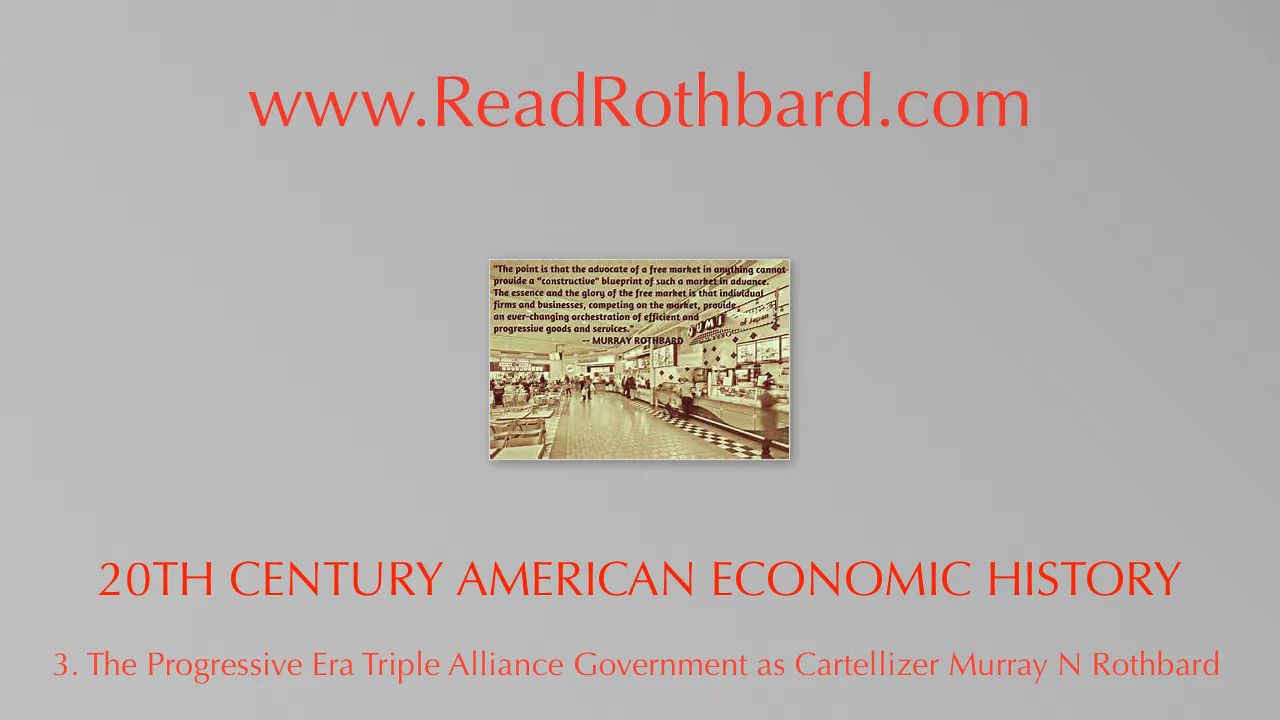 www.ReadRothbard.com
"The point is that the advocate of a free market in anything cannot
provide a "constructive" blueprint of such a market in advance.
The essence and the glory of the free market is that individual
firms and businesses, competing on the market, provide
an ever-changing orchestration of efficient and
progressive goods and services."
-- MURRAY ROTHBARD
of Japan
20TH CENTURY AMERICAN ECONOMIC HISTORY
3. The Progressive Era Triple Alliance Government as Cartellizer Murray N Rothbard